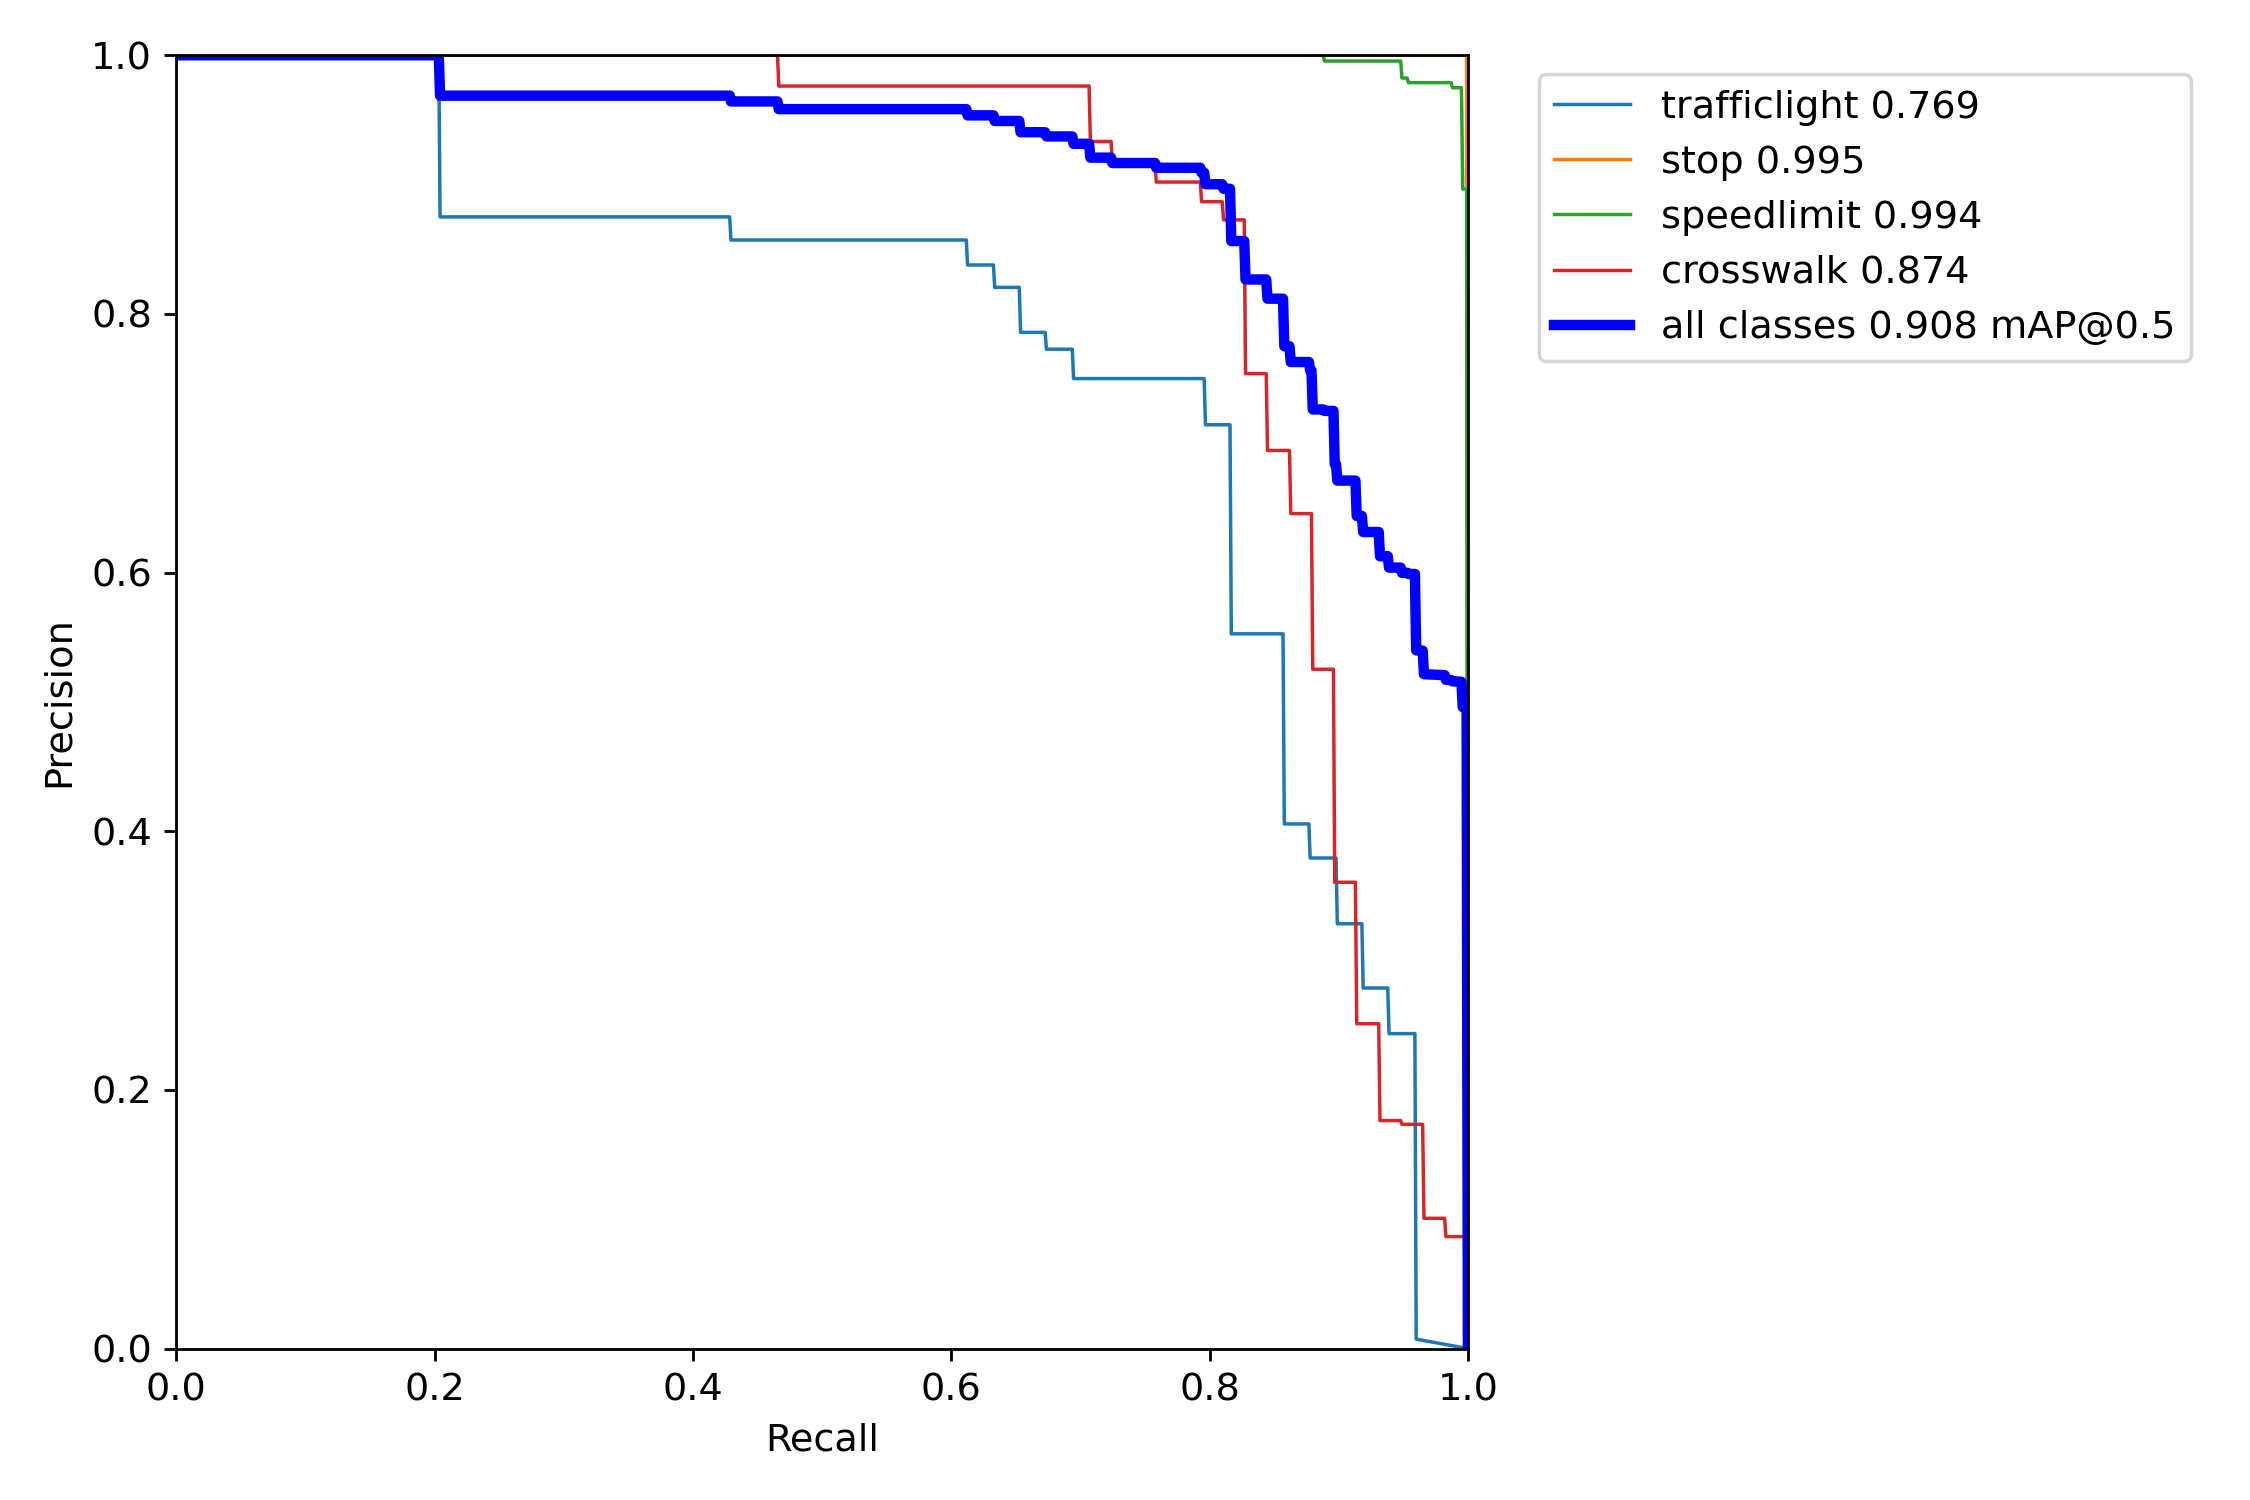 1.0
0.8
0.6
0.4
0.2
0.0
Precision
0.0 0.2 0.4 0.6 0.8 1.0
Recall
trafficlight 0.769
stop 0.995
speedlimit 0.994
crosswalk 0.874
all classes 0.908 mAP@0.5